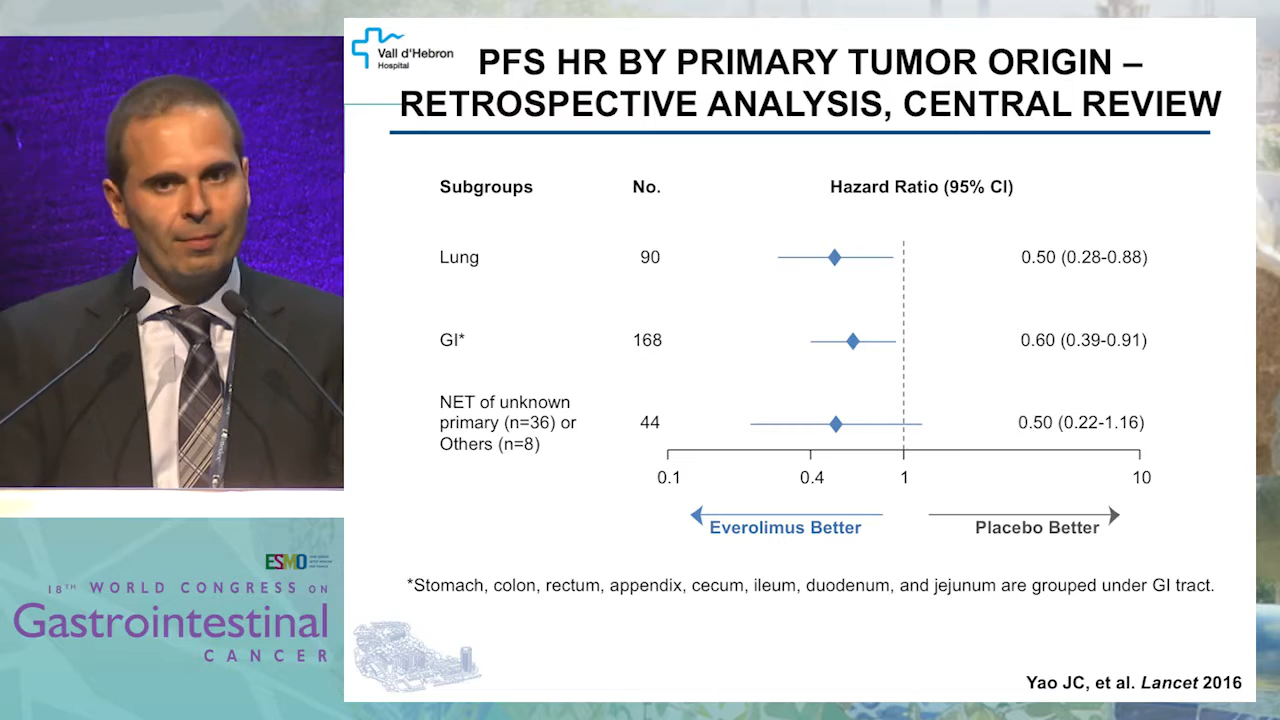 Vall d'Hebron
Hospital
PFS HR BY PRIMARY TUMOR ORIGIN –
RETROSPECTIVE ANALYSIS, CENTRAL REVIEW
Subgroups No. Hazard Ratio (95% CI)
Lung 90 0.50 (0.28-0.88)
GI* 168 0.60 (0.39-0.91)
NET of unknown
primary (n=36) or 44 0.50 (0.22-1.16)
Others (n=8)
0.1 0.4 1 10
Everolimus Better Placebo Better
*Stomach, colon, rectum, appendix, cecum, ileum, duodenum, and jejunum are grouped under GI tract.
Yao JC, et al. Lancet 2016
ESMO
18TH WORLD CONGRESS ON
Gastrointestinal
CANCER